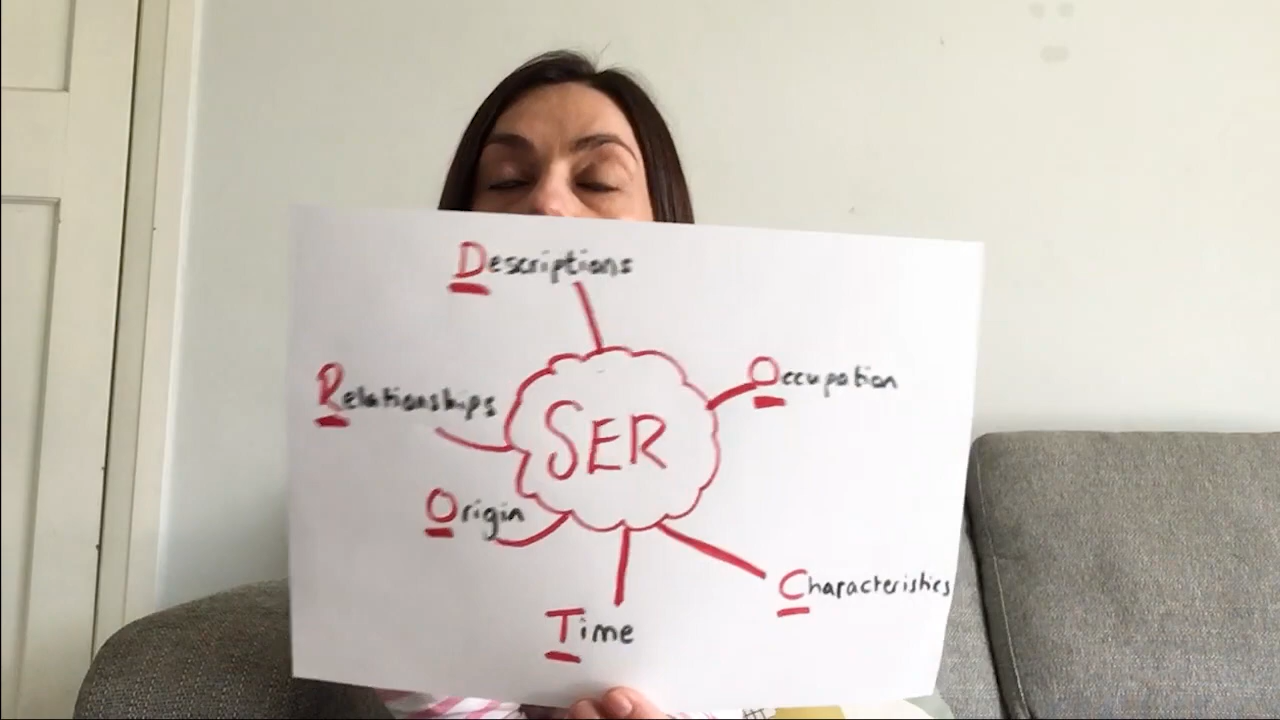 Descriptions
Occupation
Relationships
SER
Origin
Characteristics
Time